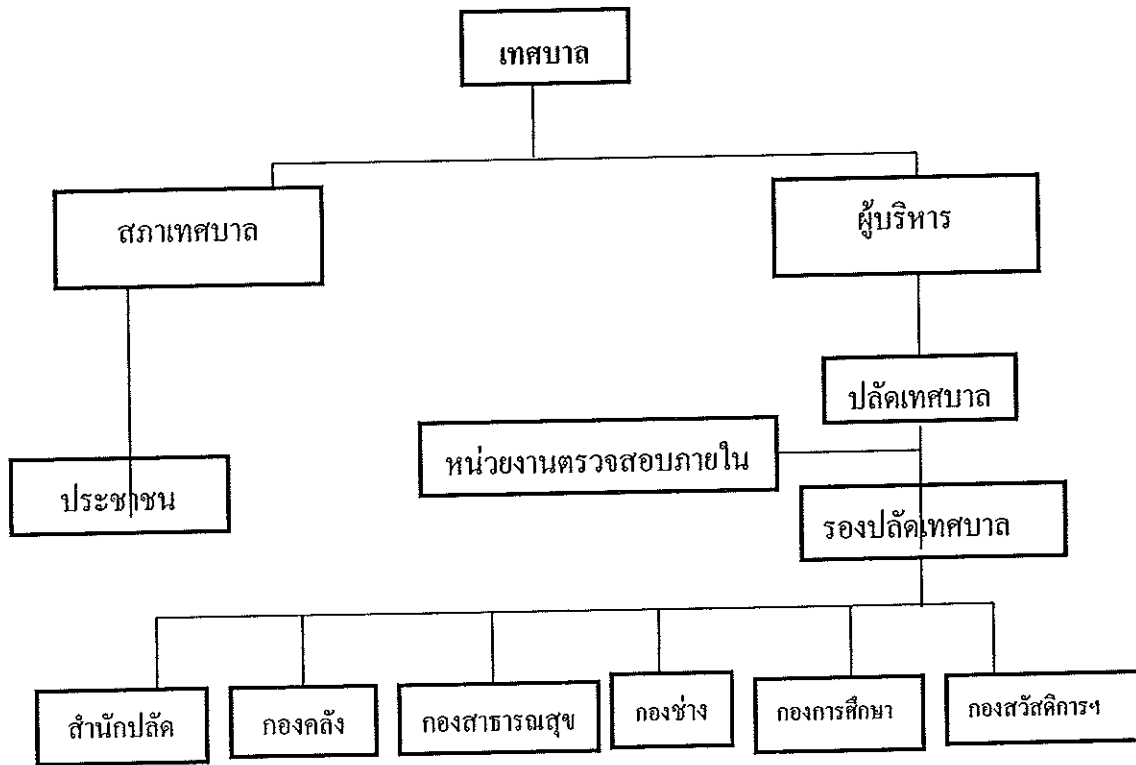 เทศบาล
สภาเทศบาล
ผู้บริหาร
ปลัดเทศบาล
หน่วยงานตรวจสอบภายใน
ประชาชน
รองปลัดเทศบาล
สำนักปลัด
กองคลัง
กองสาธารณสุข
กองช่าง
กองการศึกษา
กองสวัสดิการฯ